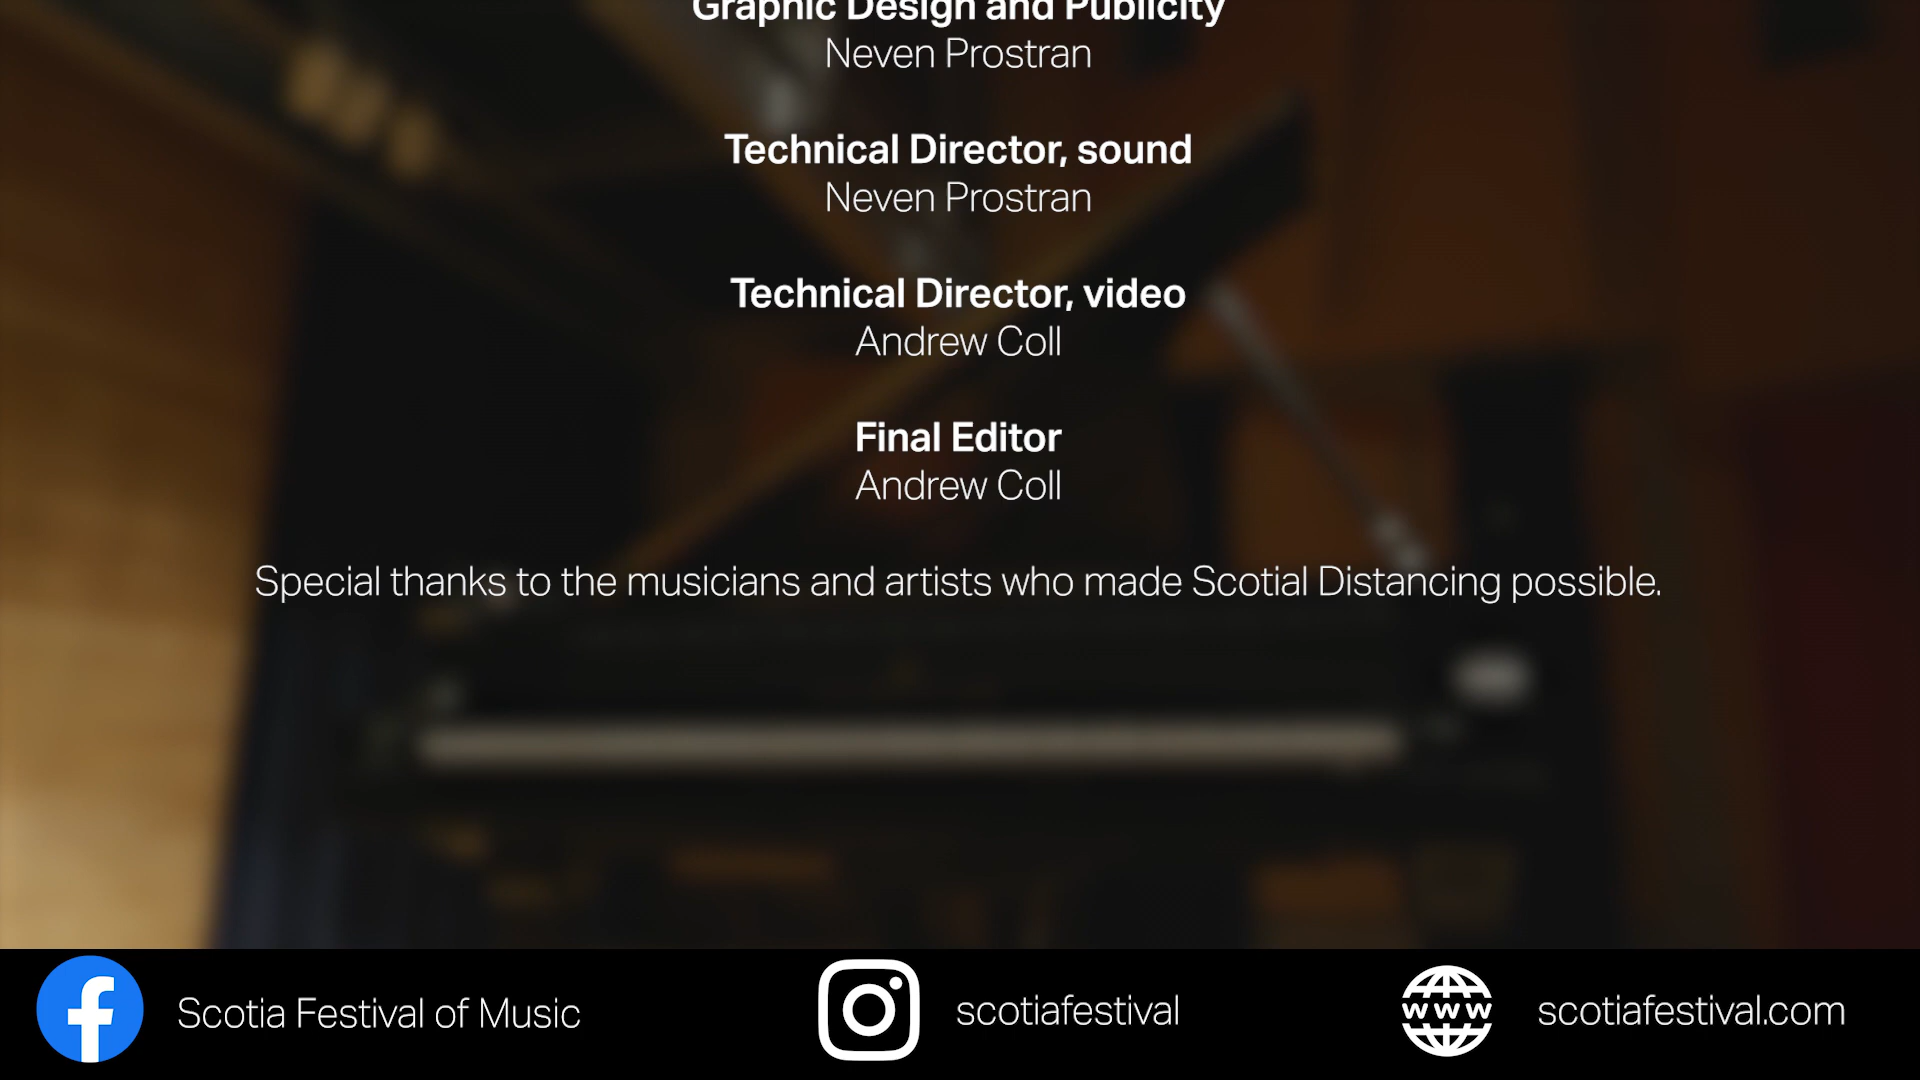 Graphic Design and Publicity
Neven Prostran
Technical Director, sound
Neven Prostran
Technical Director, video
Andrew Coll
Final Editor
Andrew Coll
Special thanks to the musicians and artists who made Scotial Distancing possible.
Scotia Festival of Music
scotiafestival
www
scotiafestival.com